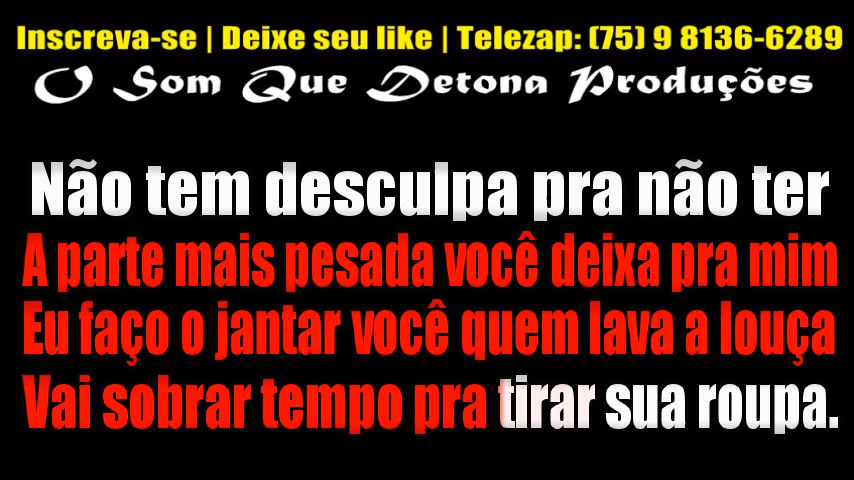 Inscreva-se | Deixe seu like | Telezap: (75) 9 8136-6289
O Som Que Detona Produções
Não tem desculpa pra não ter
A parte mais pesada você deixa pra mim
Eu faço o jantar você quem lava a louça
Vai sobrar tempo pra tirar sua roupa.